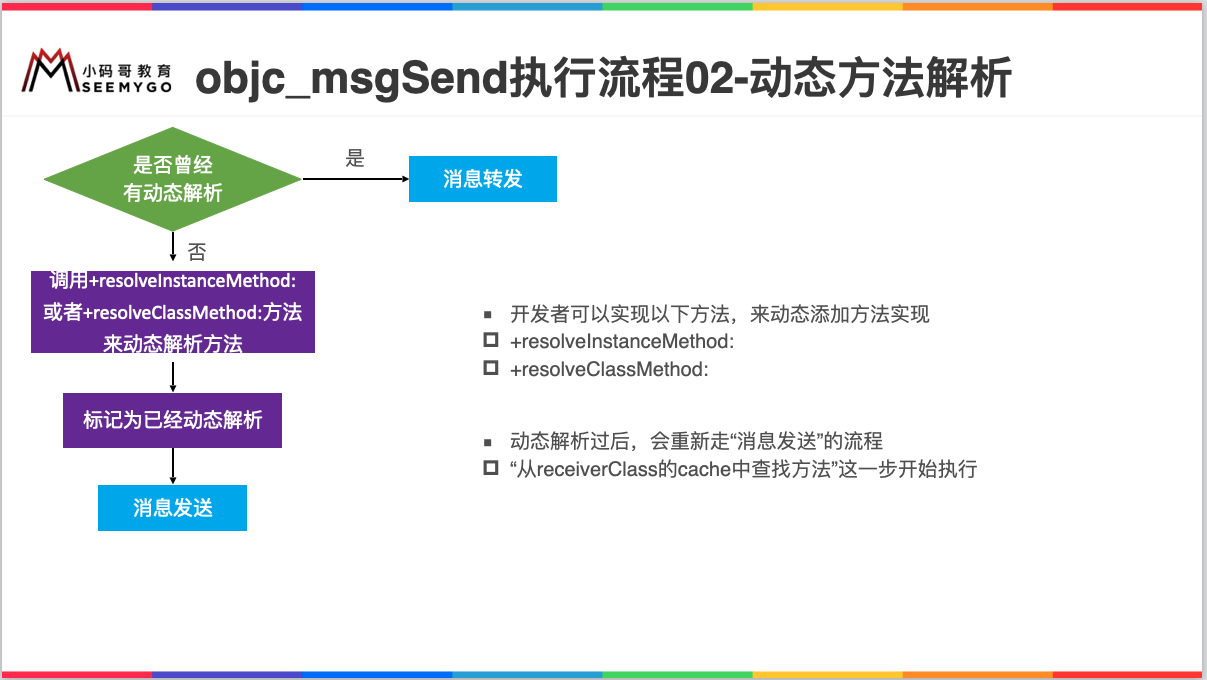 小码哥教育
SEEMYGO
objc_msgSend执行流程02-动态方法解析
是否曾经
有动态解析
是
消息转发
否
调用+resolveInstanceMethod:
或者+resolveClassMethod:方法
来动态解析方法
标记为已经动态解析
消息发送
开发者可以实现以下方法，来动态添加方法实现
+resolveInstanceMethod:
+resolveClassMethod:
动态解析过后，会重新走“消息发送”的流程
“从receiverClass的cache中查找方法”这一步开始执行